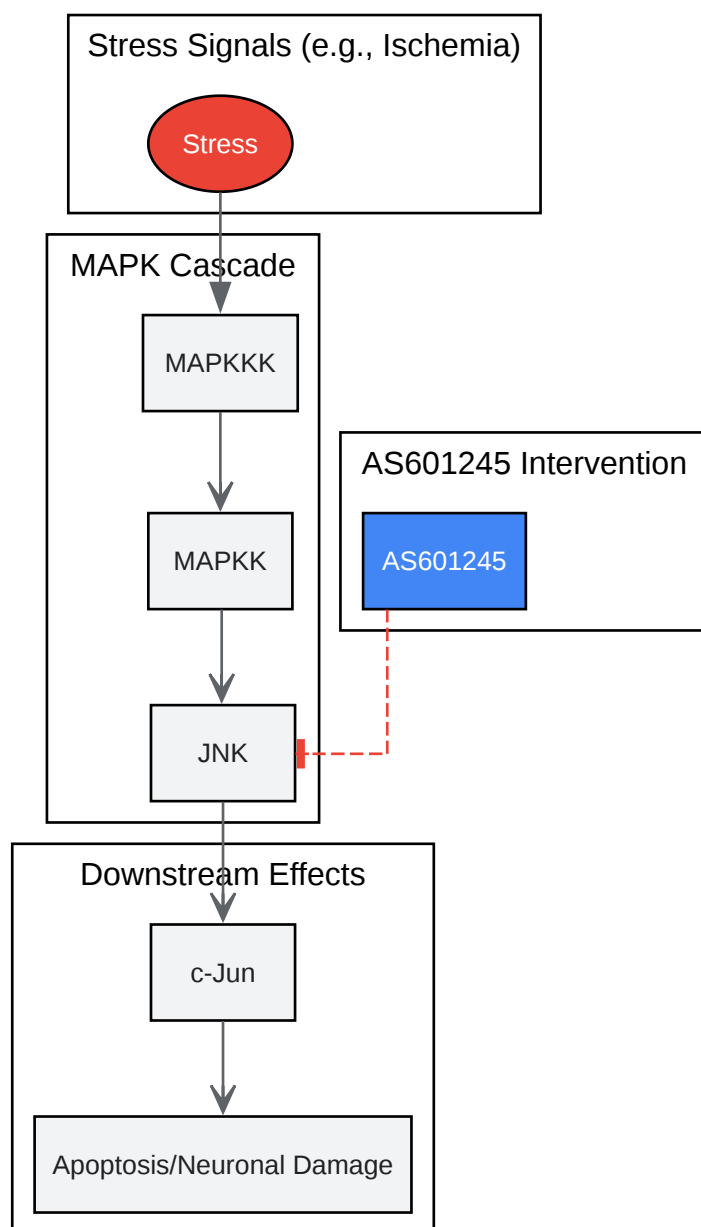 Stress Signals (e.g., Ischemia)
Stress
MAPK Cascade
MAPKKK
AS601245 Intervention
MAPKK
AS601245
JNK
Downstream Effects
c-Jun
Apoptosis/Neuronal Damage